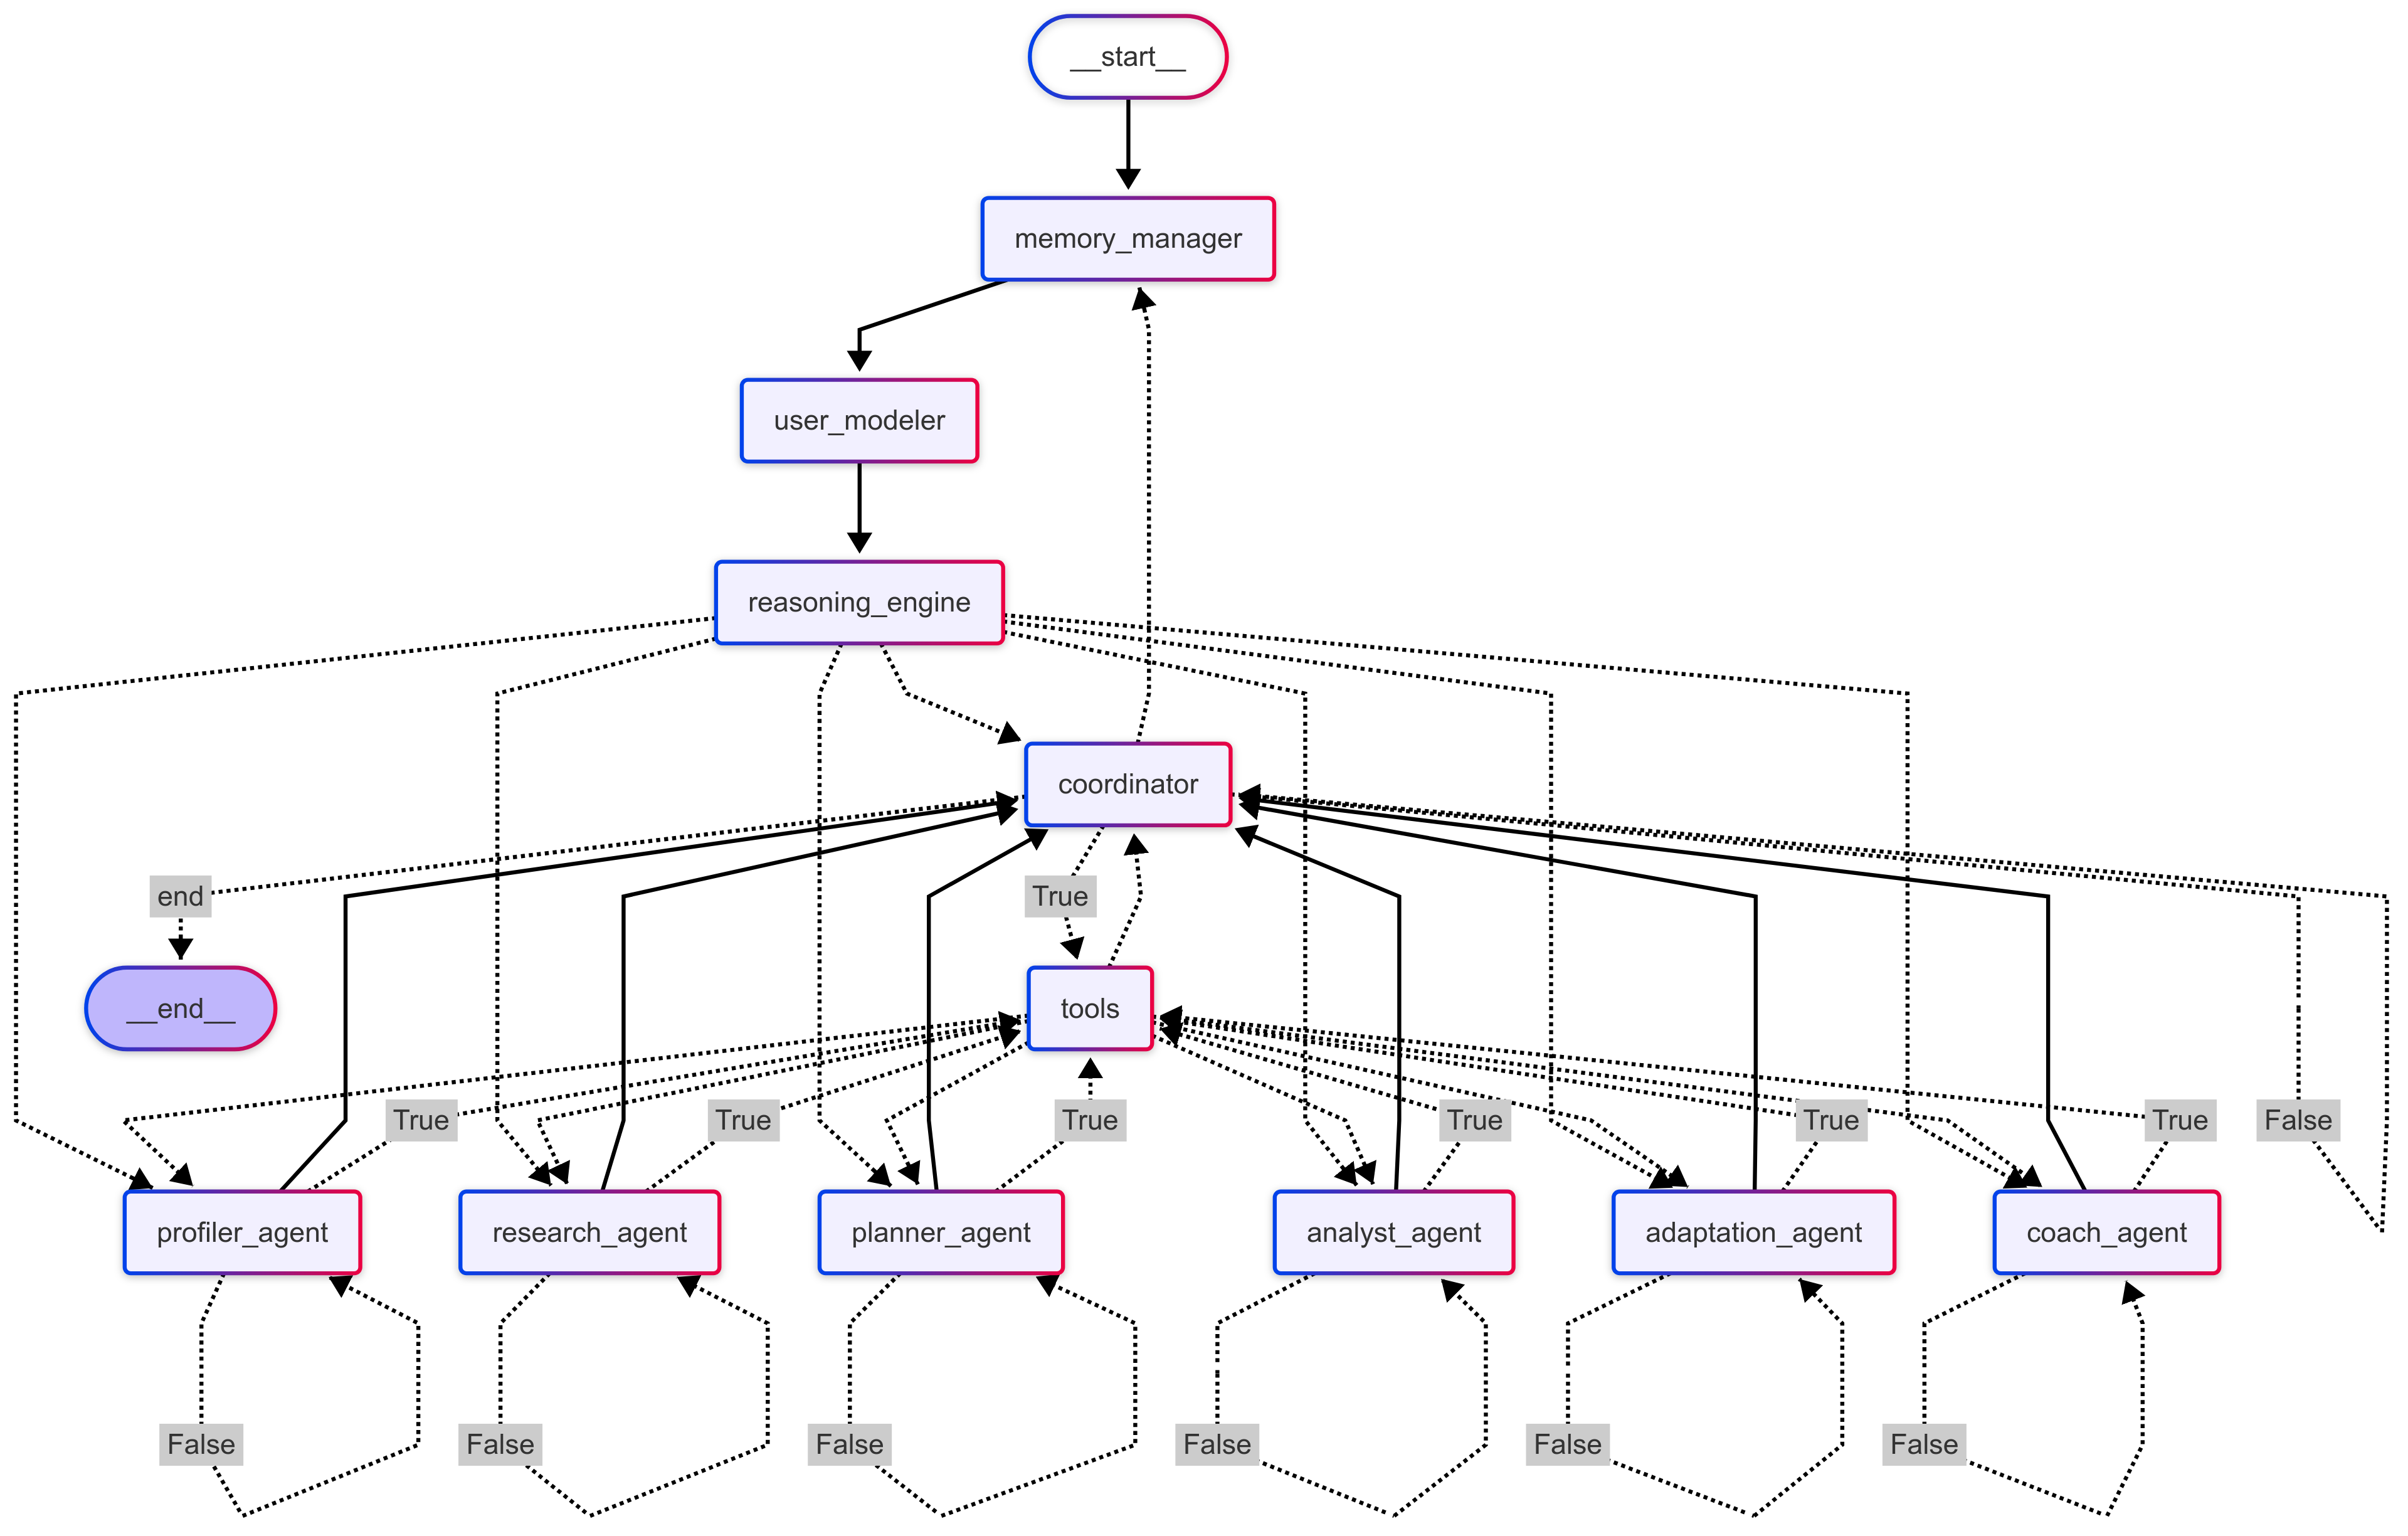 __start__
memory_manager
user_modeler
reasoning_engine
coordinator
end
True
__end__
tools
True
True
True
True
True
True
False
profiler_agent
research_agent
planner_agent
analyst_agent
adaptation_agent
coach_agent
False
False
False
False
False
False